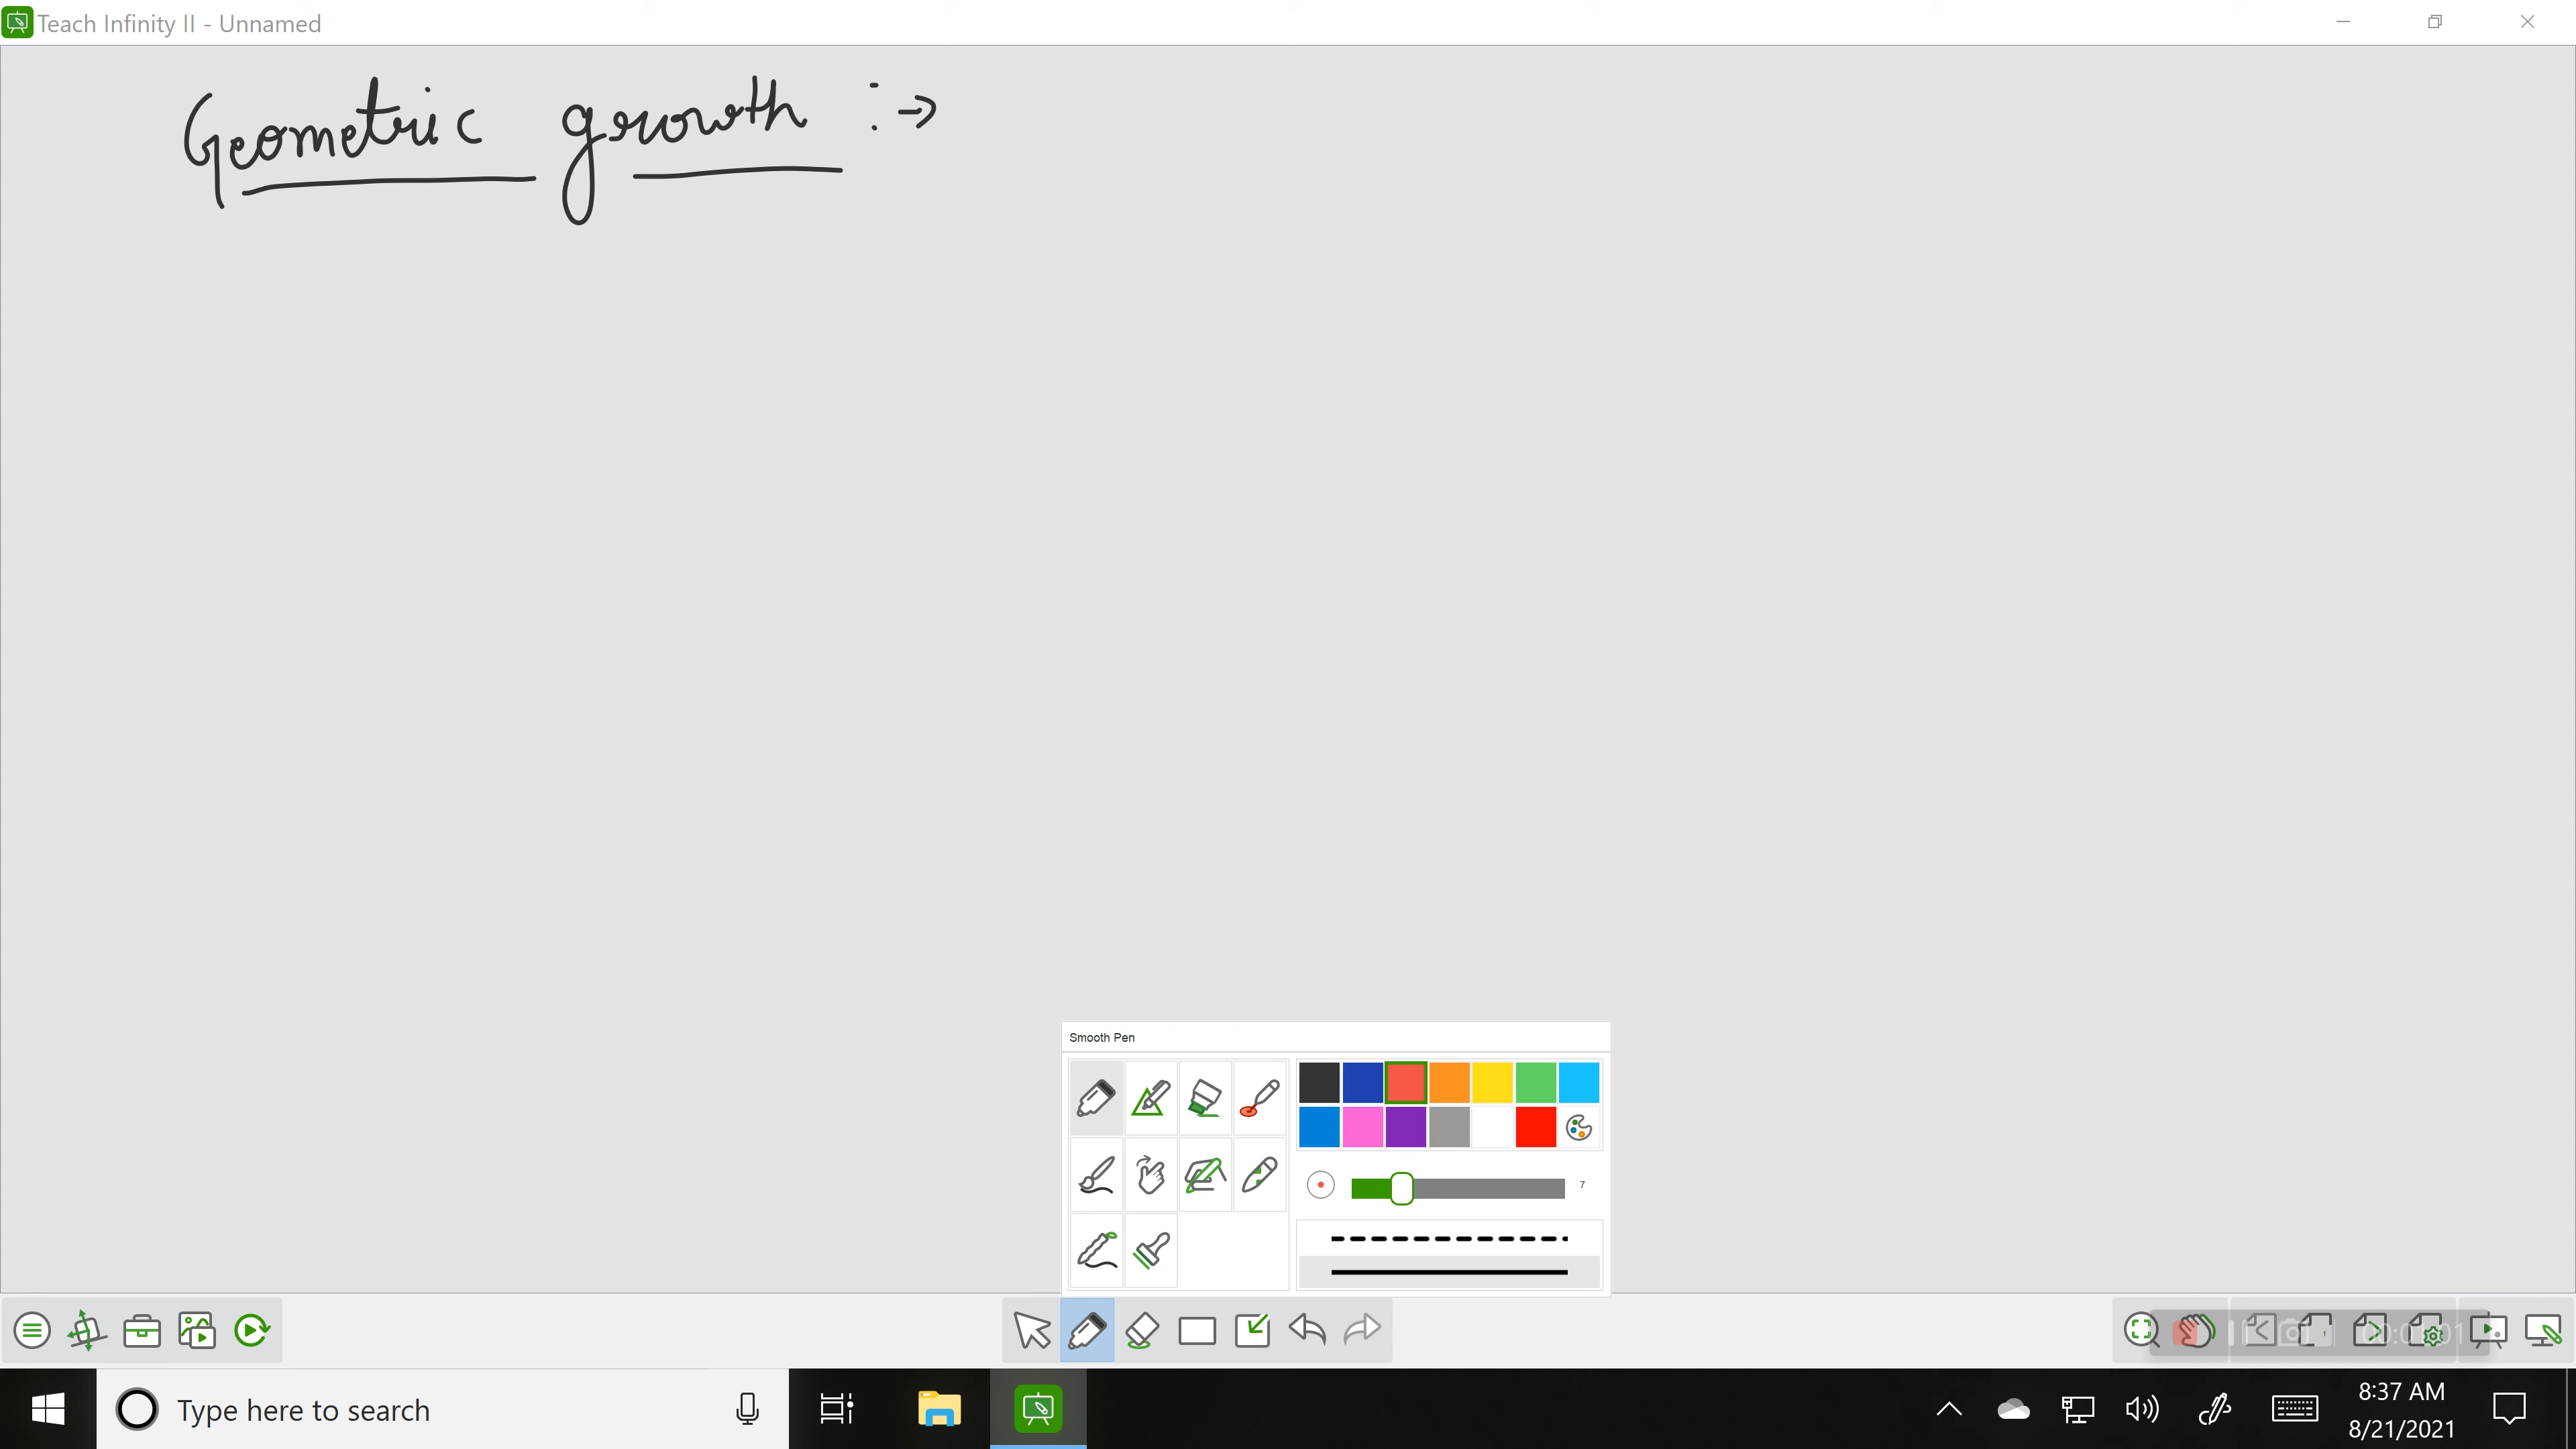 Teach Infinity II - Unnamed
Geometric growth :→
Smooth Pen
7
1
Type here to search
8:37 AM
8/21/2021